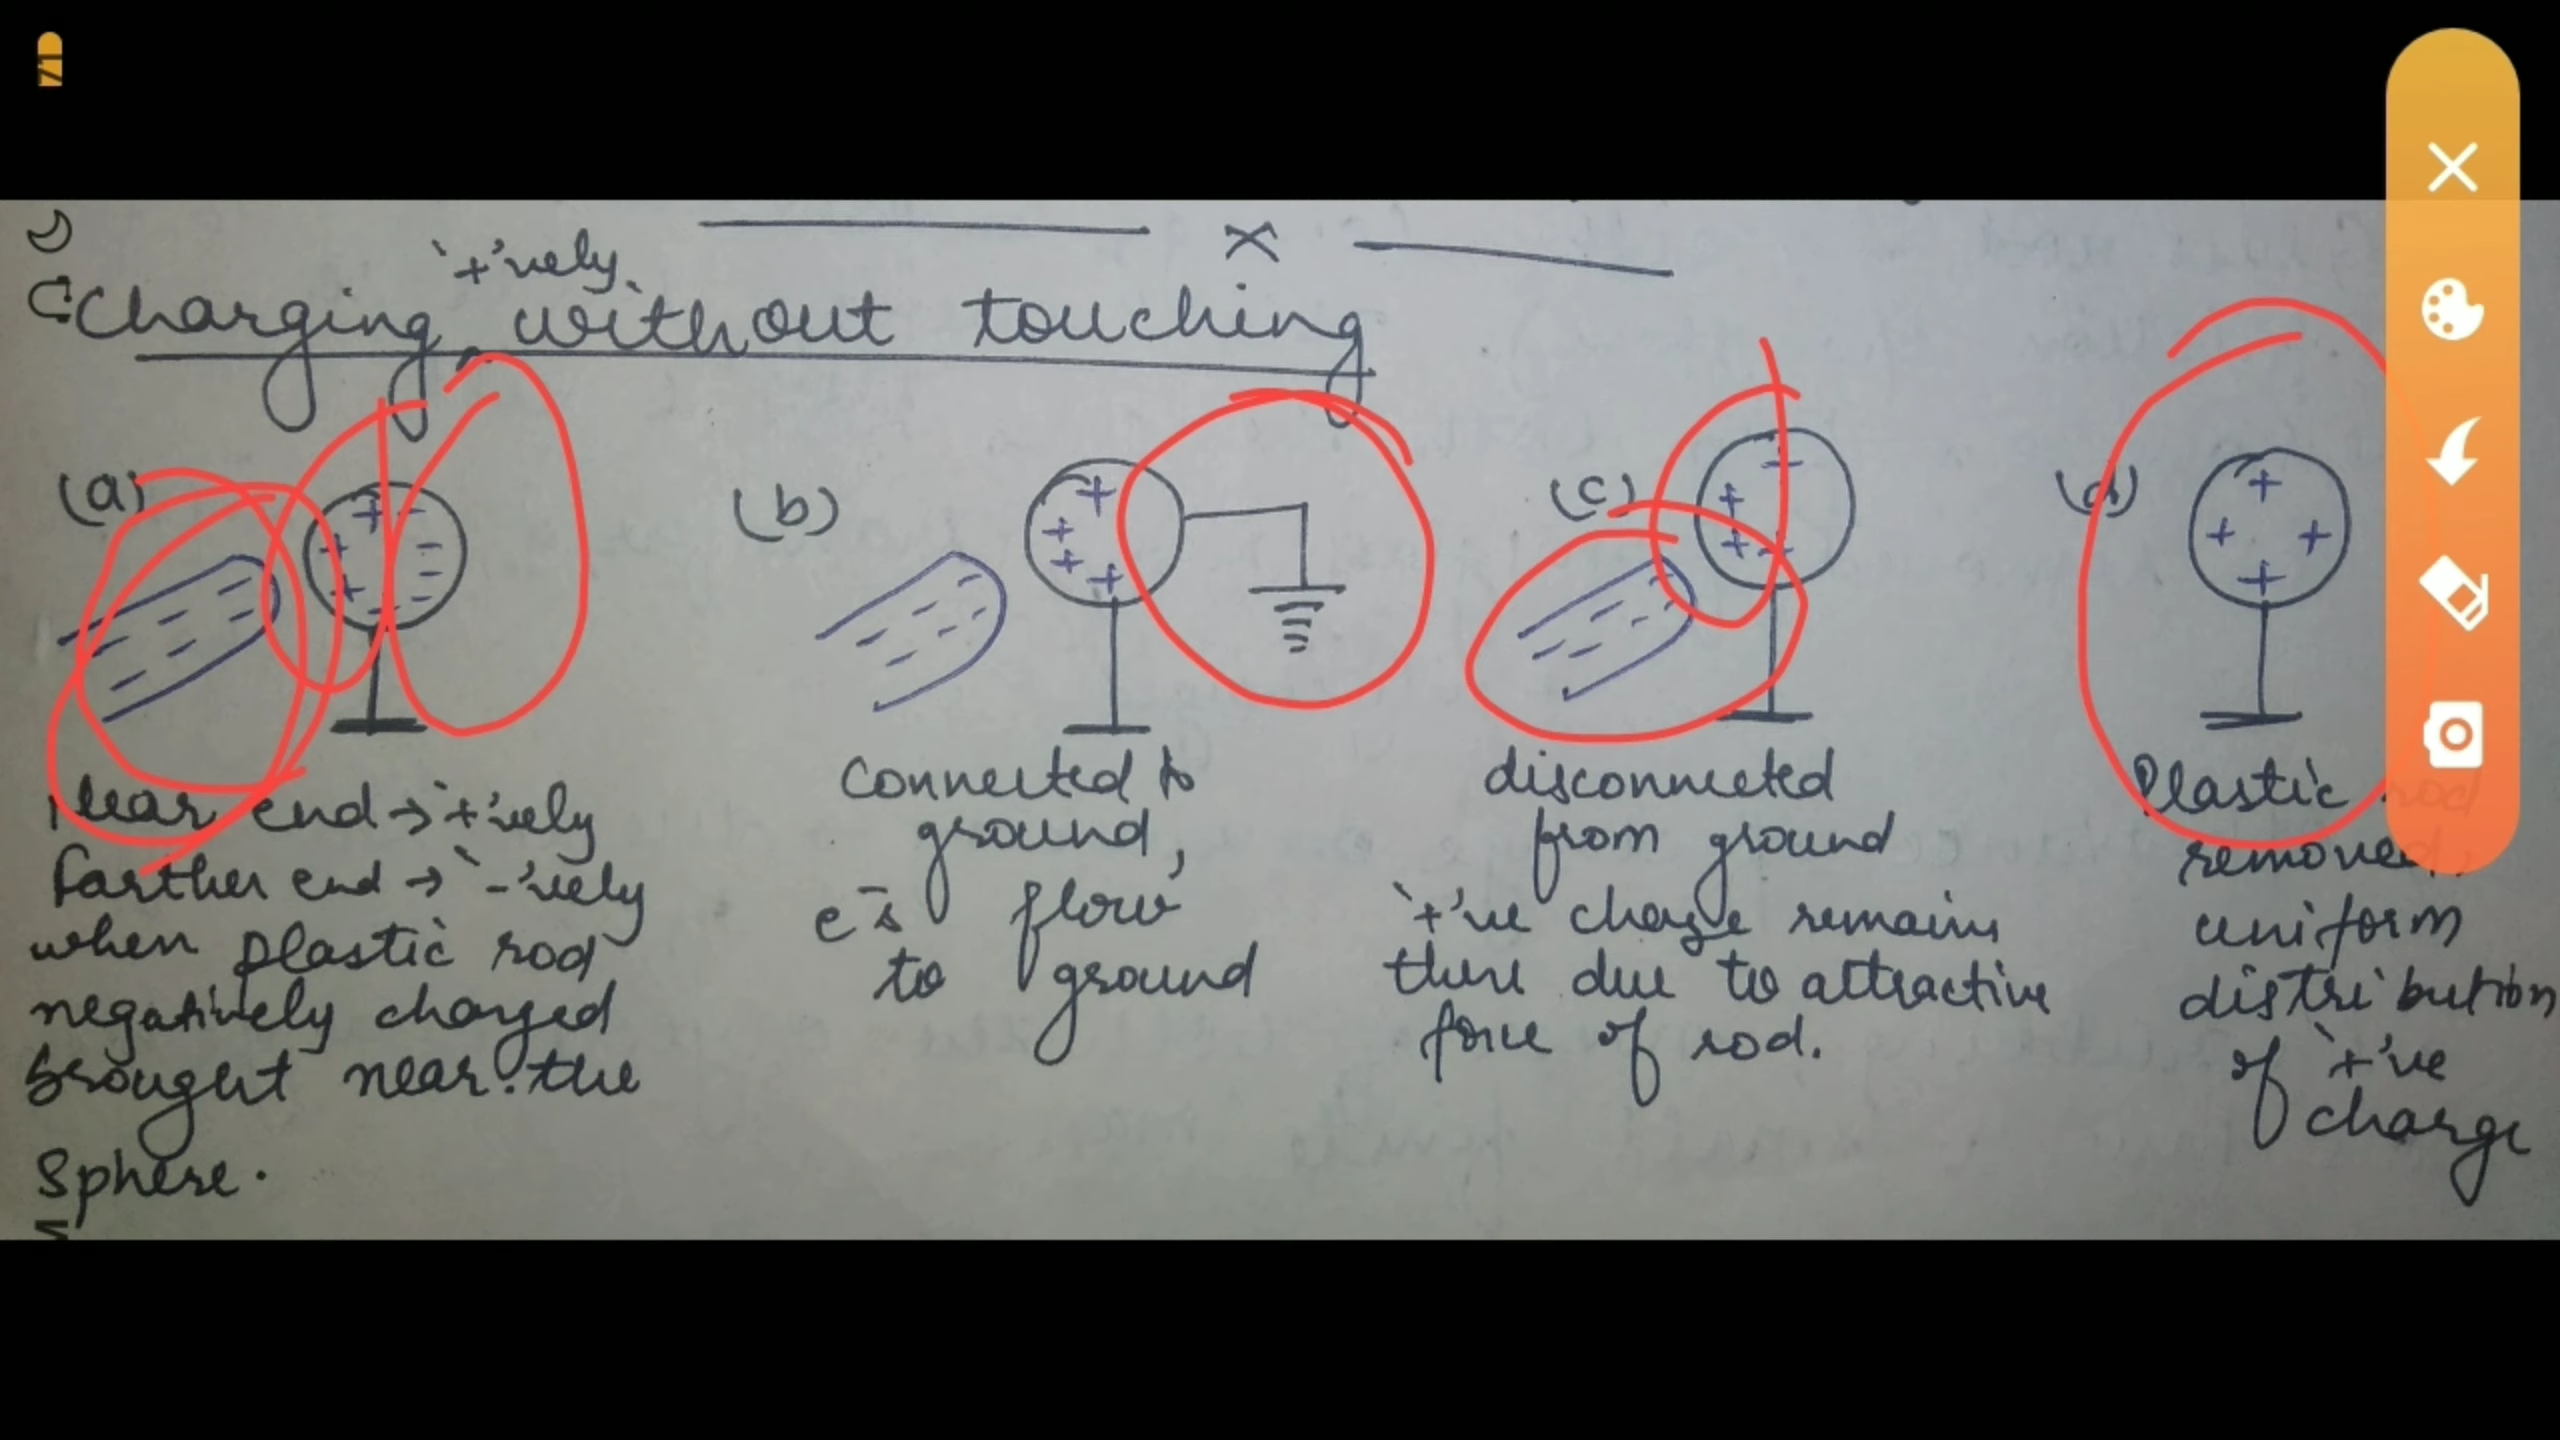 x
'+'vely
Charging, without touching
(a)
(b)
(c)
(d)
Near end → '+'vely
farther end → '-'vely
when plastic rod
negatively charged
brought near the
Sphere.
Connected to
ground,
e-s flow
to ground
disconnected
from ground
'+'ve charge remains
there due to attractive
force of rod.
Plastic rod
removed,
uniform
distribution
of '+'ve
charge